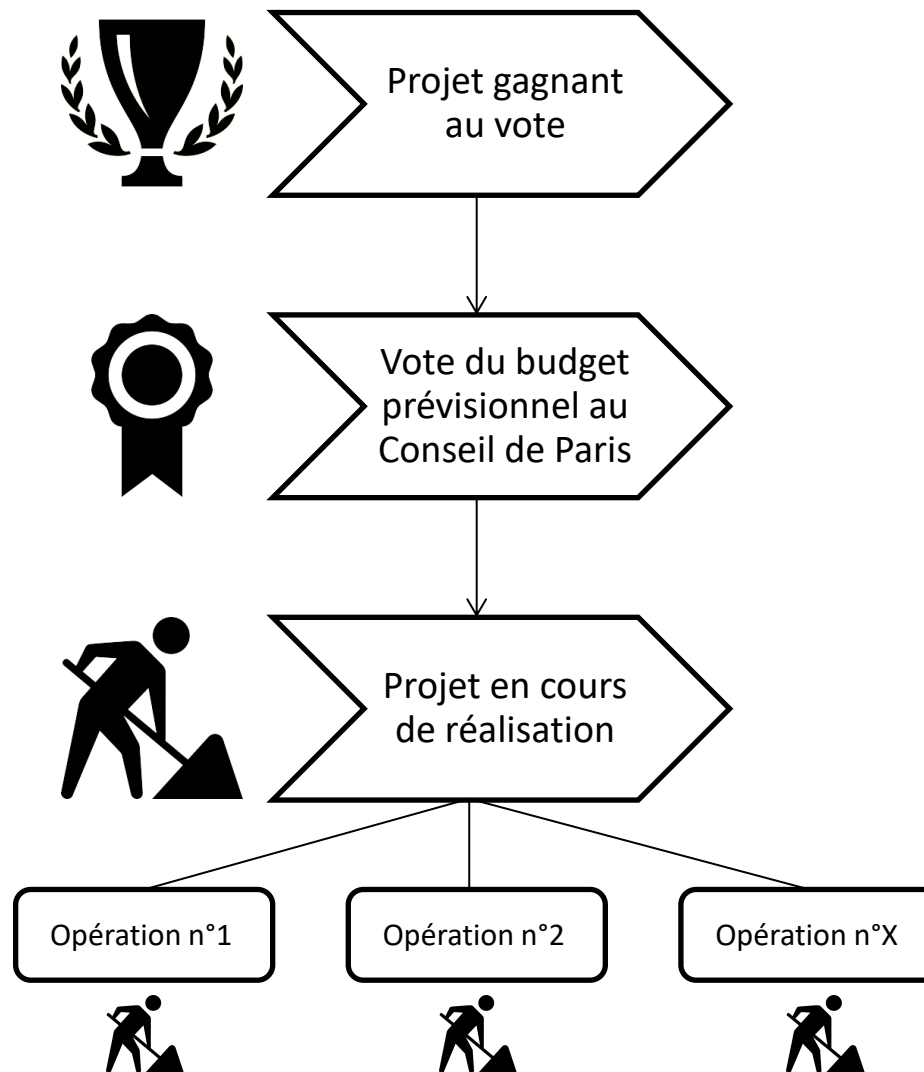 Projet gagnant
au vote
Vote du budget
prévisionnel au
Conseil de Paris
Projet en cours
de réalisation
Opération n°1
Opération n°2
Opération n°X